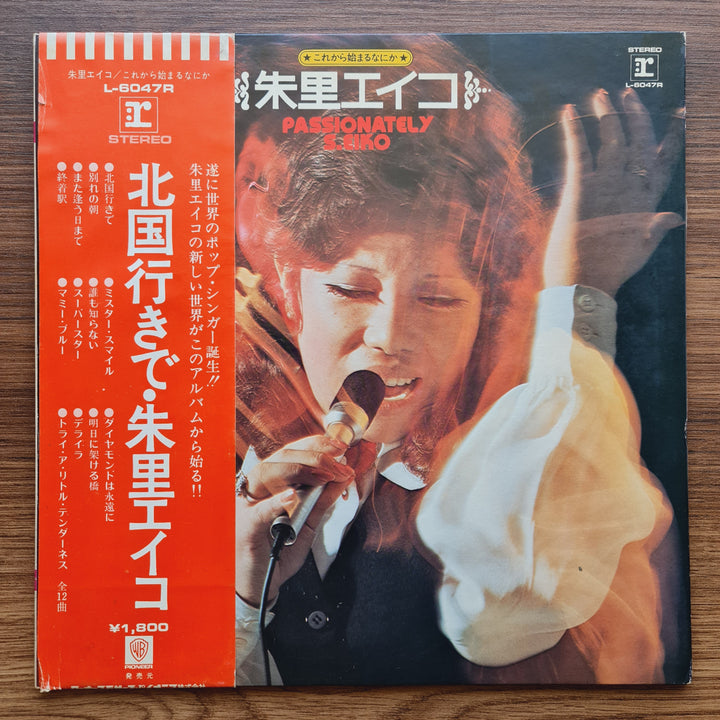 朱里エイコ／これから始まるなにか
L-6047R
r
STEREO
遂に世界のポップ・シンガー誕生!!
朱里エイコの新しい世界がこのアルバムから始る!!
北国行きで・朱里エイコ
●北国行きで
●別れの朝
●また逢う日まで
●終着駅
●ミスター・スマイル
●誰も知らない
●スーパースター
●マミー・ブルー
●ダイヤモンドは永遠に
●明日に架ける橋
●デライラ
●トライ・ア・リトル・テンダーネス
全12曲
¥1,800
WB
PIONEER
発売元
★これから始まるなにか★
朱里エイコ
PASSIONATELY
S.EIKO
STEREO
r
L-6047R